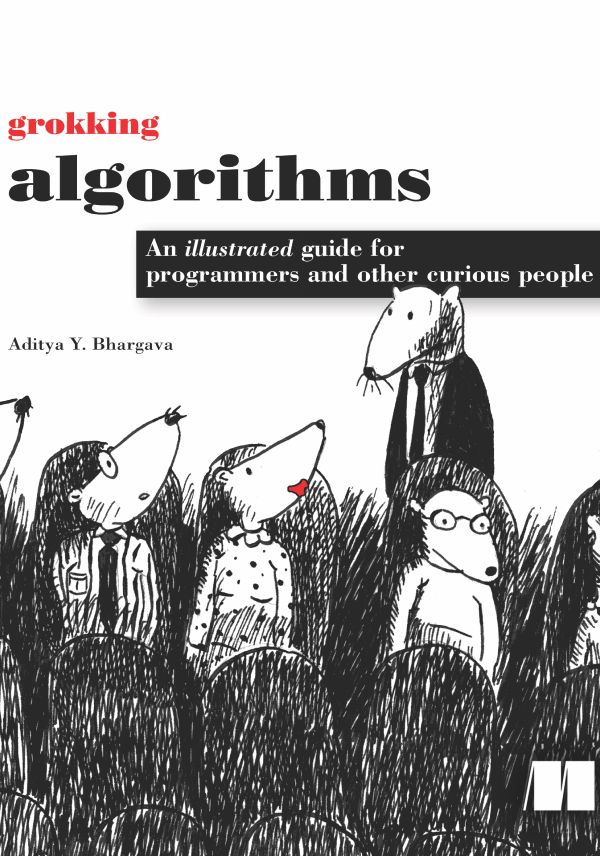 grokking
algorithms
An illustrated guide for
programmers and other curious people
Aditya Y. Bhargava